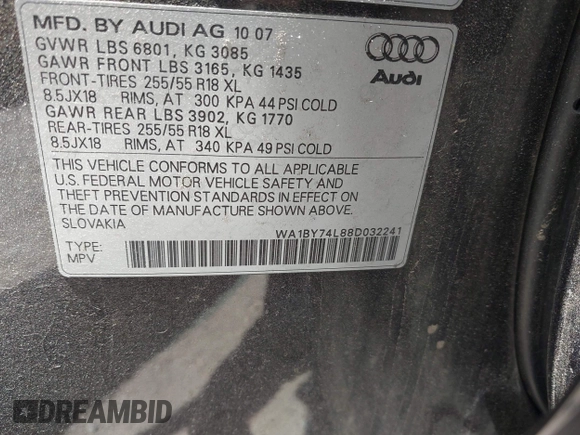 MFD. BY AUDI AG 10 07
GVWR LBS 6801, KG 3085
GAWR FRONT LBS 3165, KG 1435
FRONT-TIRES 255/55 R18 XL
8.5JX18 RIMS, AT 300 KPA 44 PSI COLD
GAWR REAR LBS 3902, KG 1770
REAR-TIRES 255/55 R18 XL
8.5JX18 RIMS, AT 340 KPA 49 PSI COLD
THIS VEHICLE CONFORMS TO ALL APPLICABLE
U.S. FEDERAL MOTOR VEHICLE SAFETY AND
THEFT PREVENTION STANDARDS IN EFFECT ON
THE DATE OF MANUFACTURE SHOWN ABOVE.
SLOVAKIA
WA1BY74L88D032241
TYPE:
MPV
Audi
DREAMBID